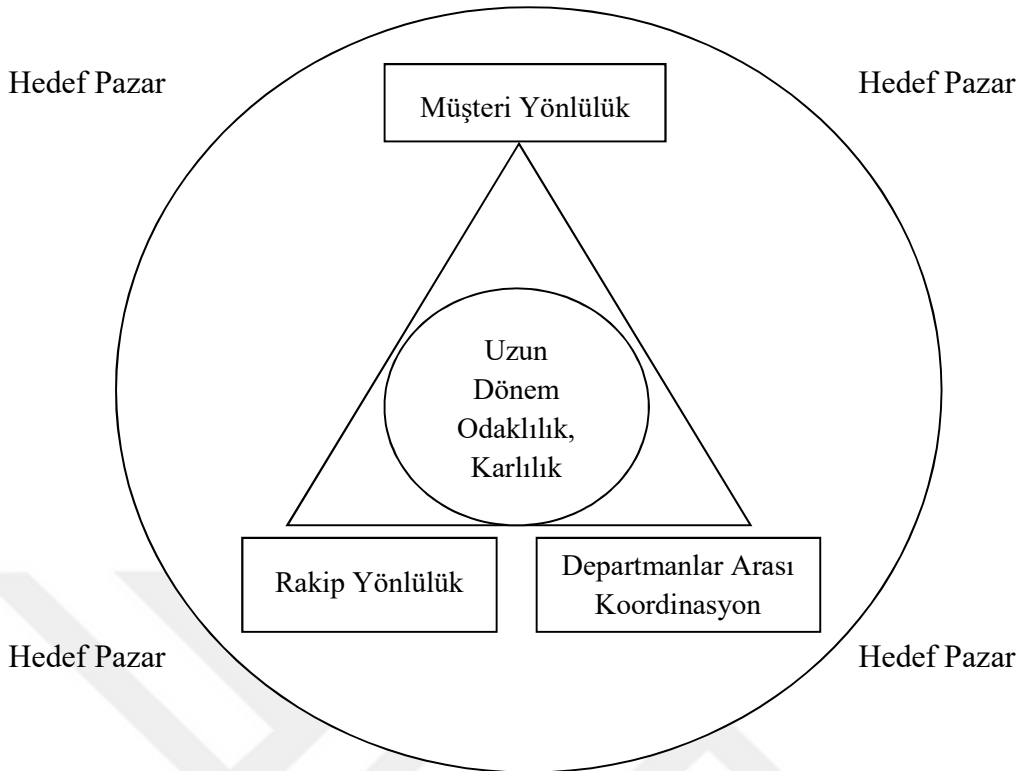 Hedef Pazar
Hedef Pazar
Müşteri Yönlülük
Uzun
Dönem
Odaklılık,
Karlılık
Rakip Yönlülük
Departmanlar Arası
Koordinasyon
Hedef Pazar
Hedef Pazar